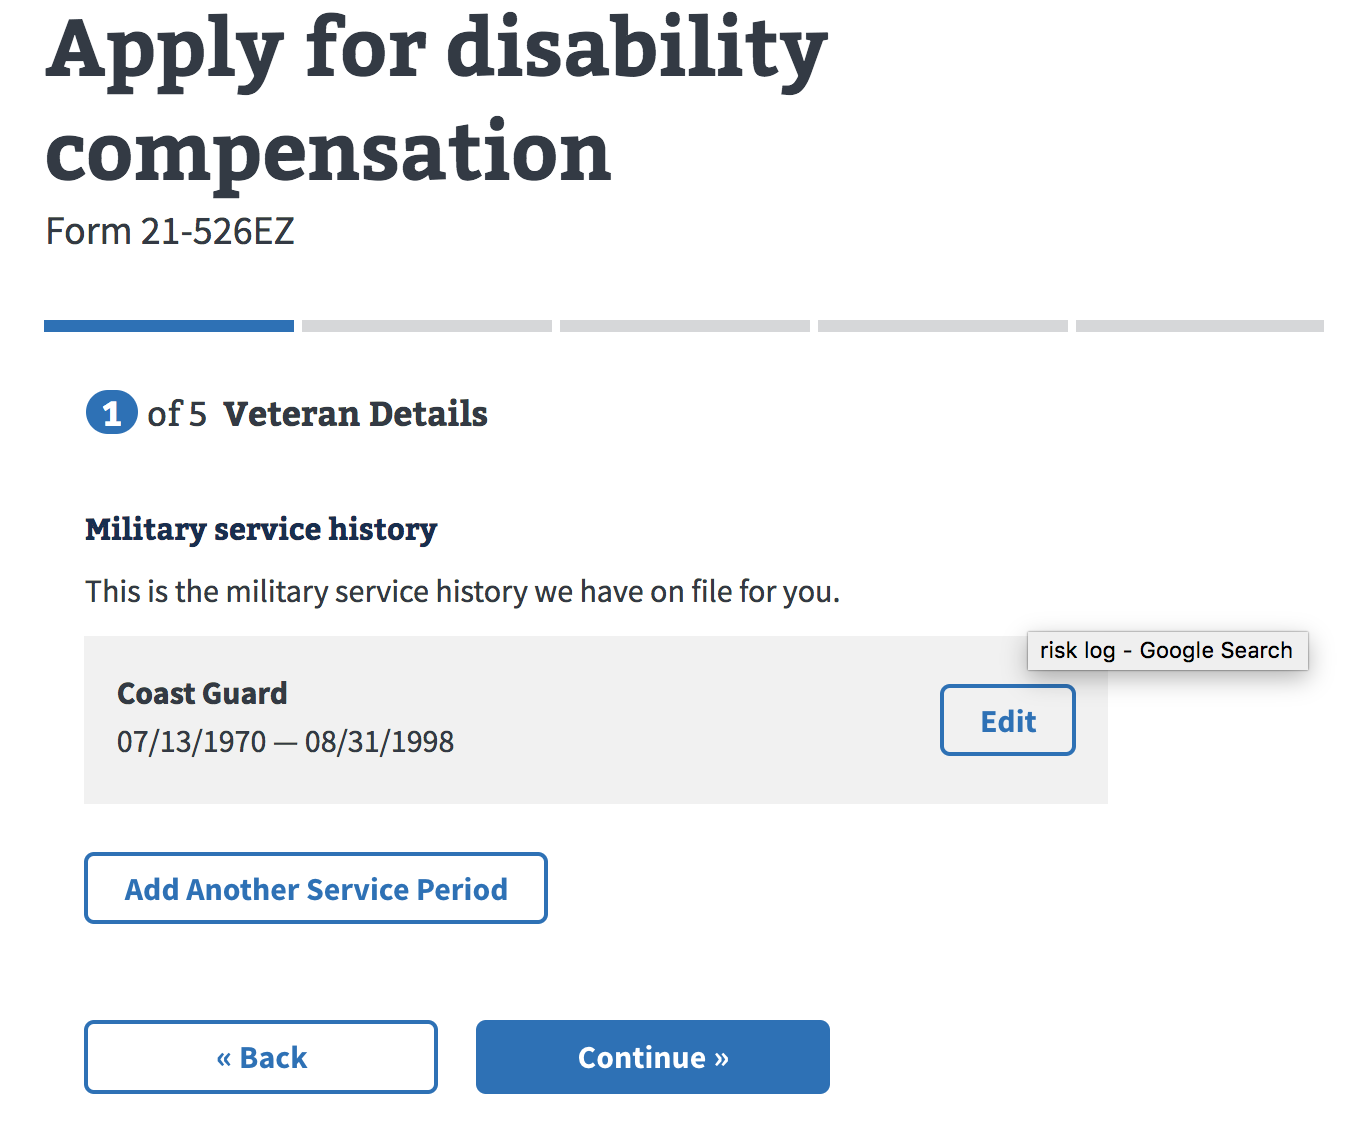 Apply for disability
compensation
Form 21-526EZ
1 of 5 Veteran Details
Military service history
This is the military service history we have on file for you.
risk log - Google Search
Coast Guard
07/13/1970 — 08/31/1998
Edit
Add Another Service Period
« Back
Continue »